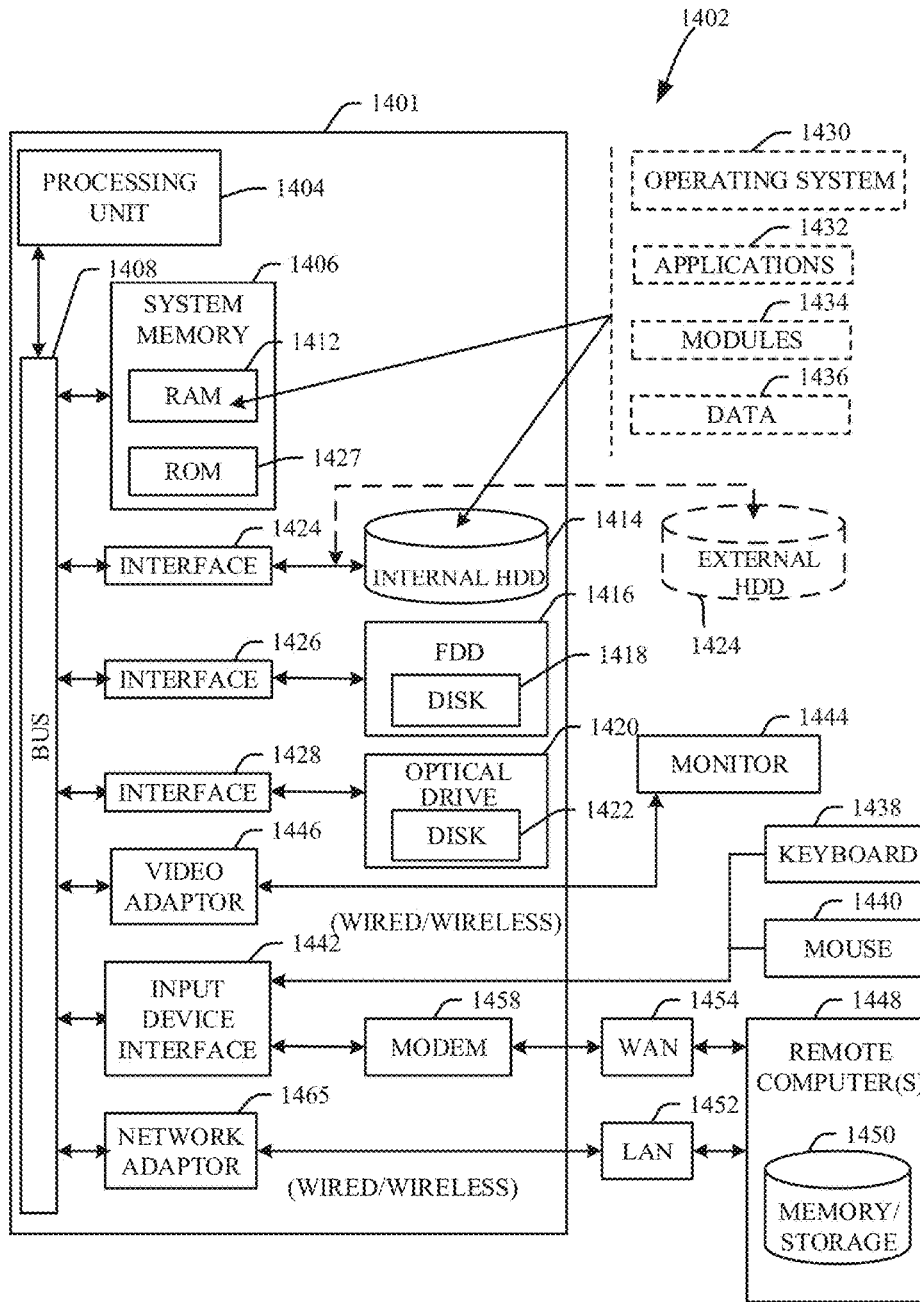 1402
1401
1430
PROCESSING
UNIT
1404
OPERATING SYSTEM
1408
1406
1432
SYSTEM
MEMORY
APPLICATIONS
1412
1434
RAM
MODULES
1436
ROM
1427
DATA
1424
1414
INTERFACE
INTERNAL HDD
EXTERNAL
HDD
1416
1424
1426
FDD
1418
INTERFACE
DISK
BUS
1444
1420
MONITOR
1428
OPTICAL
DRIVE
INTERFACE
1422
DISK
1438
1446
KEYBOARD
VIDEO
ADAPTOR
(WIRED/WIRELESS)
1440
MOUSE
1442
INPUT
DEVICE
INTERFACE
1458
1454
1448
MODEM
WAN
REMOTE
COMPUTER(S)
1465
1452
NETWORK
ADAPTOR
LAN
1450
(WIRED/WIRELESS)
MEMORY/
STORAGE